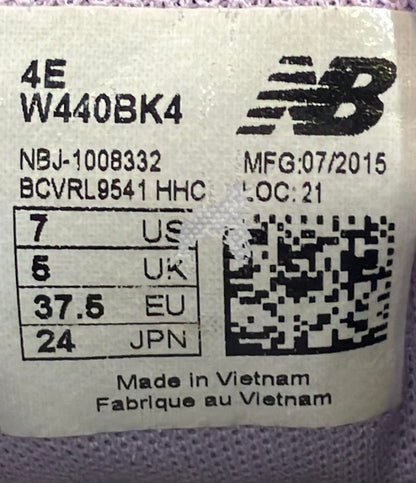 4E
W440BK4
NB
NBJ-1008332
MFG:07/2015
BCVRL9541 HHC
LOC: 21
7 US
5 UK
37.5 EU
24 JPN
Made in Vietnam
Fabrique au Vietnam